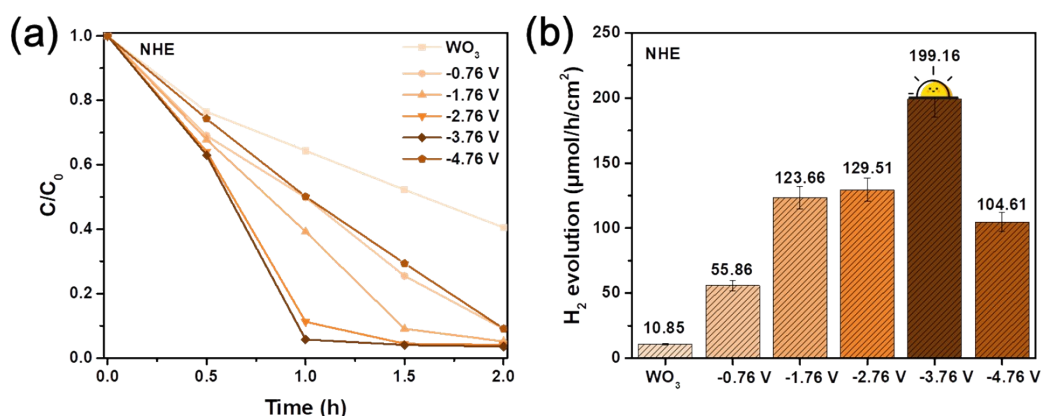 (a)
NHE
WO₃
-0.76 V
-1.76 V
-2.76 V
-3.76 V
-4.76 V
1.0
0.8
0.6
0.4
0.2
0.0
C/C₀
0.0 0.5 1.0 1.5 2.0
Time (h)
(b)
NHE
250
200
150
100
50
0
H₂ evolution (μmol/h/cm²)
10.85
55.86
123.66
129.51
199.16
104.61
WO₃ -0.76 V -1.76 V -2.76 V -3.76 V -4.76 V